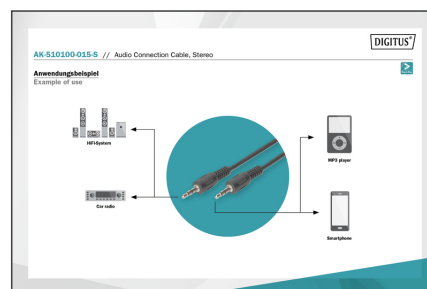 DIGITUS®
AK-510100-015-S // Audio Connection Cable, Stereo
Anwendungsbeispiel
Example of use
HiFi-System
MP3 player
Car radio
Smartphone